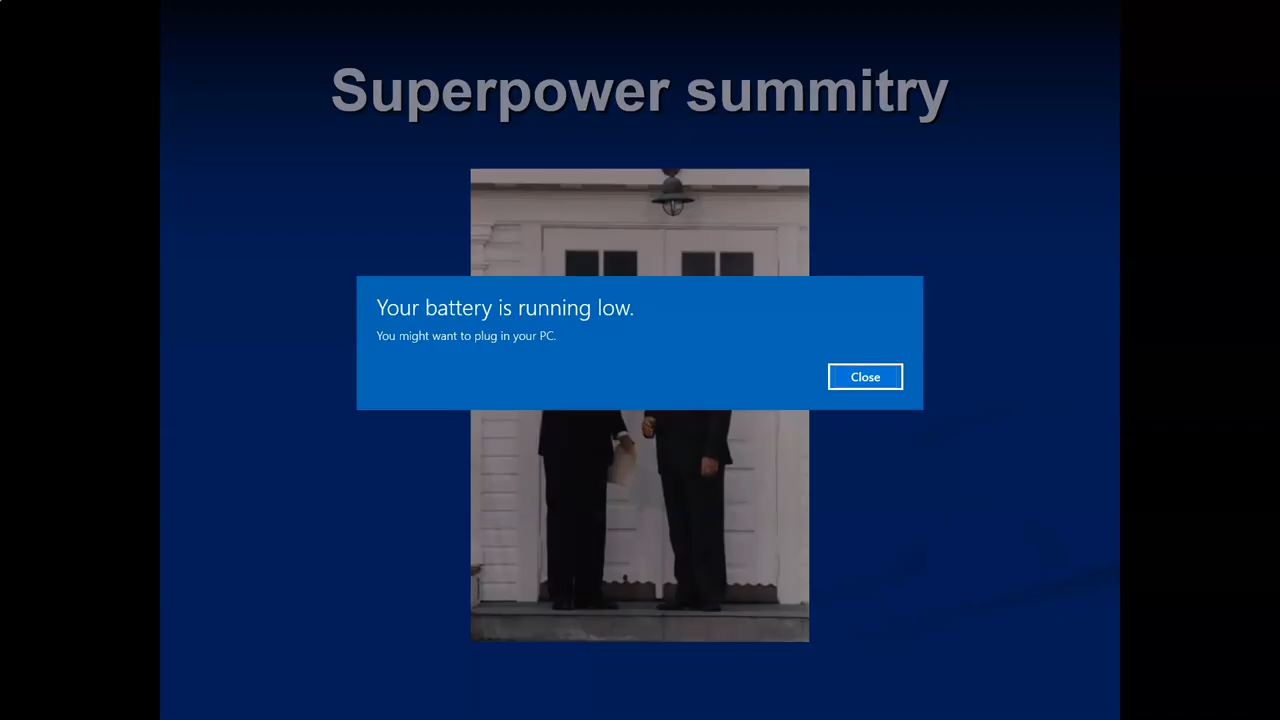 Superpower summitry
Your battery is running low.
You might want to plug in your PC.
Close